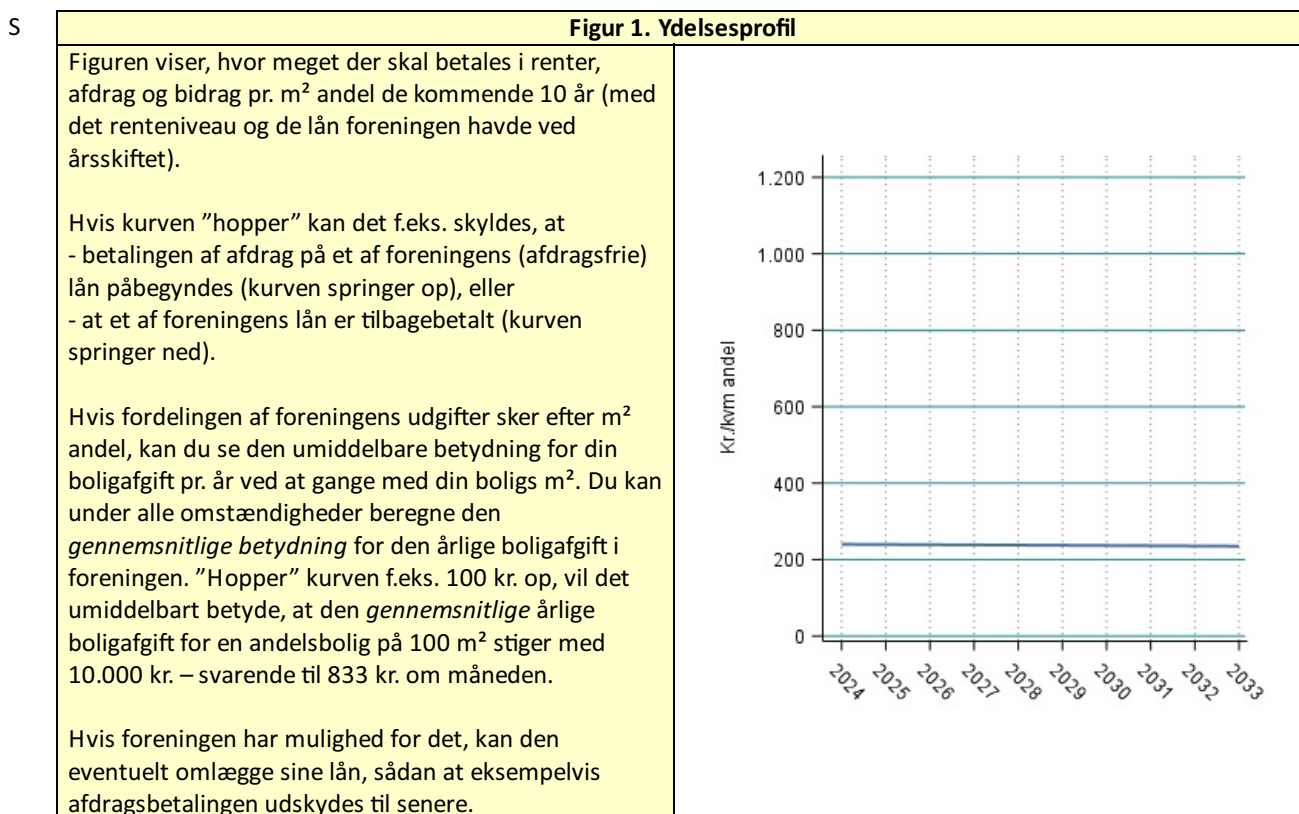 S
Figur 1. Ydelsesprofil
Figuren viser, hvor meget der skal betales i renter,
afdrag og bidrag pr. m² andel de kommende 10 år (med
det renteniveau og de lån foreningen havde ved
årsskiftet).
Hvis kurven ”hopper” kan det f.eks. skyldes, at
- betalingen af afdrag på et af foreningens (afdragsfrie)
lån påbegyndes (kurven springer op), eller
- at et af foreningens lån er tilbagebetalt (kurven
springer ned).
Hvis fordelingen af foreningens udgifter sker efter m²
andel, kan du se den umiddelbare betydning for din
boligafgift pr. år ved at gange med din boligs m². Du kan
under alle omstændigheder beregne den
gennemsnitlige betydning for den årlige boligafgift i
foreningen. ”Hopper” kurven f.eks. 100 kr. op, vil det
umiddelbart betyde, at den gennemsnitlige årlige
boligafgift for en andelsbolig på 100 m² stiger med
10.000 kr. – svarende til 833 kr. om måneden.
Hvis foreningen har mulighed for det, kan den
eventuelt omlægge sine lån, sådan at eksempelvis
afdragsbetalingen udskydes til senere.
Kr./kvm andel
1.200
1.000
800
600
400
200
0
2024 2025 2026 2027 2028 2029 2030 2031 2032 2033